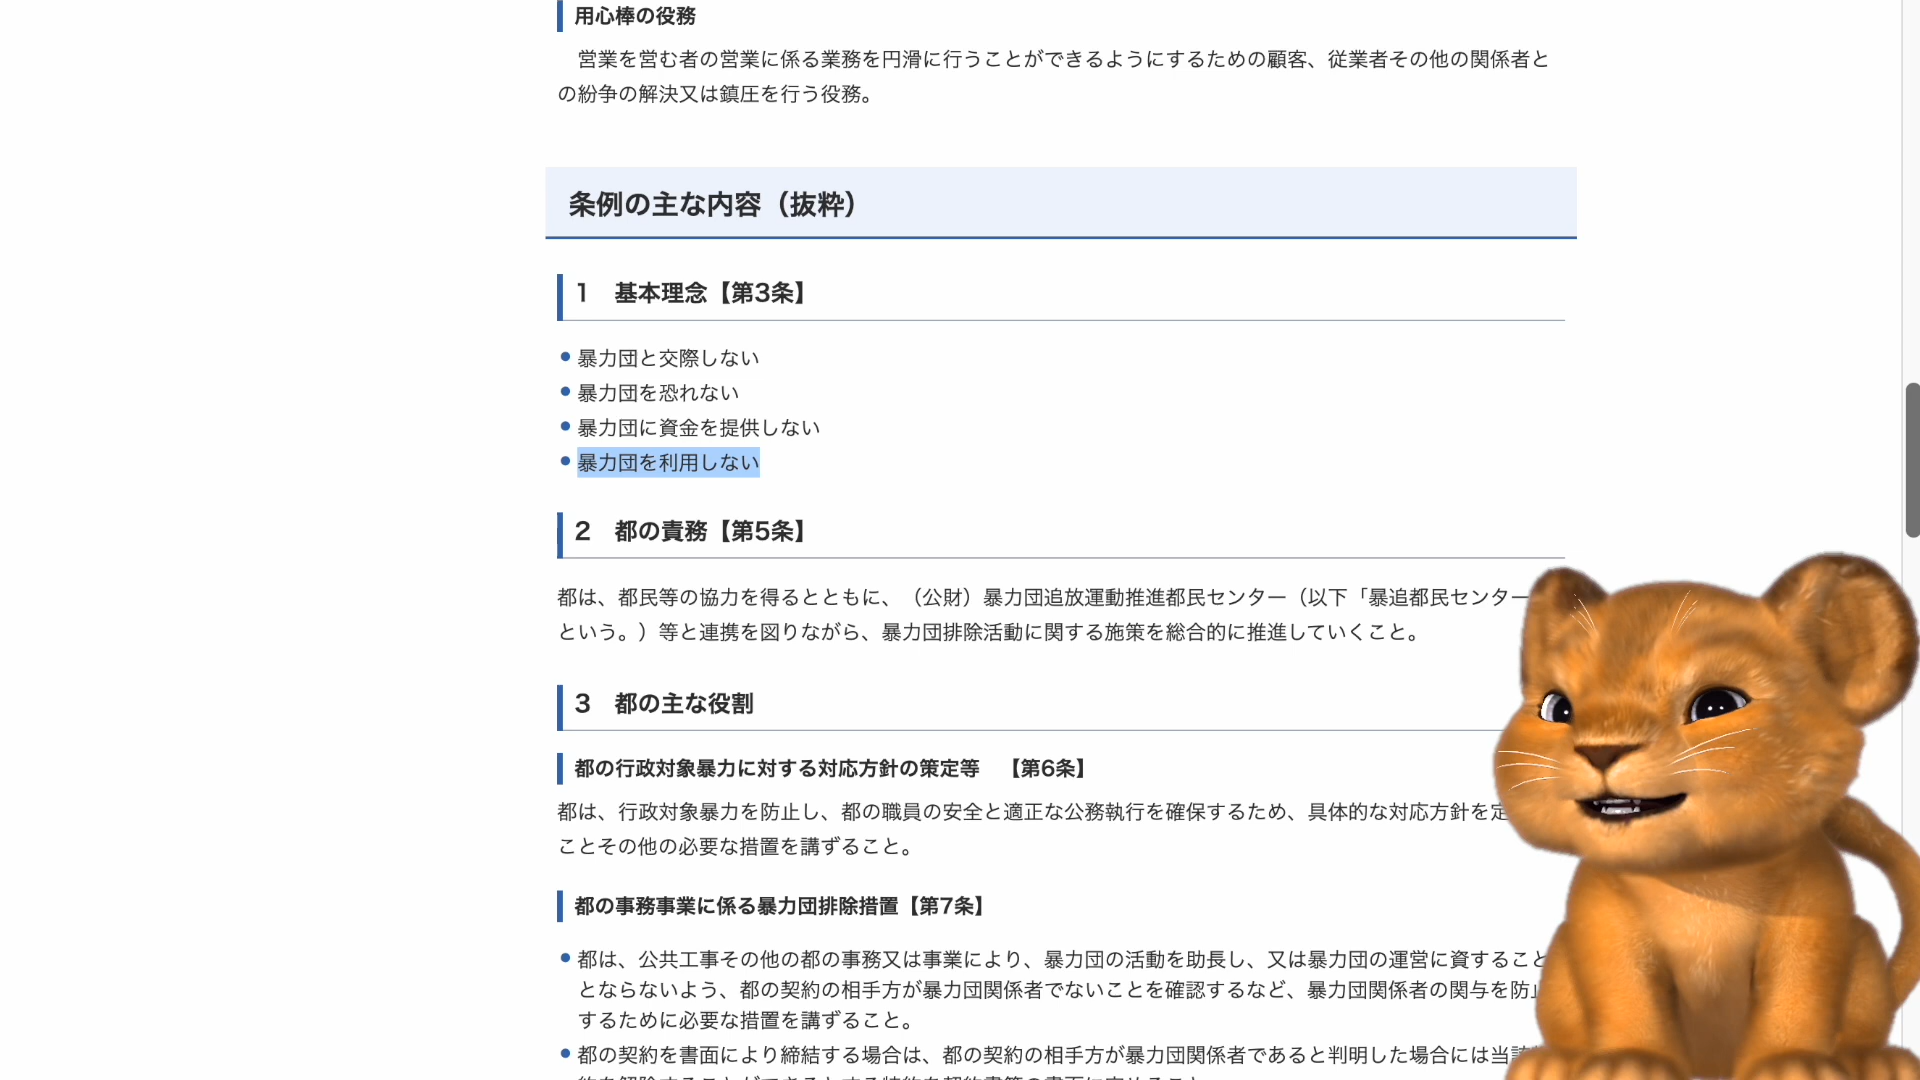 用心棒の役務
営業を営む者の営業に係る業務を円滑に行うことができるようにするための顧客、従業者その他の関係者と
の紛争の解決又は鎮圧を行う役務。
条例の主な内容（抜粋）
1　基本理念【第3条】
暴力団と交際しない
暴力団を恐れない
暴力団に資金を提供しない
暴力団を利用しない
2　都の責務【第5条】
都は、都民等の協力を得るとともに、（公財）暴力団追放運動推進都民センター（以下「暴追都民センター
という。）等と連携を図りながら、暴力団排除活動に関する施策を総合的に推進していくこと。
3　都の主な役割
都の行政対象暴力に対する対応方針の策定等　【第6条】
都は、行政対象暴力を防止し、都の職員の安全と適正な公務執行を確保するため、具体的な対応方針を定
ことその他の必要な措置を講ずること。
都の事務事業に係る暴力団排除措置【第7条】
都は、公共工事その他の都の事務又は事業により、暴力団の活動を助長し、又は暴力団の運営に資すること
とならないよう、都の契約の相手方が暴力団関係者でないことを確認するなど、暴力団関係者の関与を防止
するために必要な措置を講ずること。
都の契約を書面により締結する場合は、都の契約の相手方が暴力団関係者であると判明した場合には当該